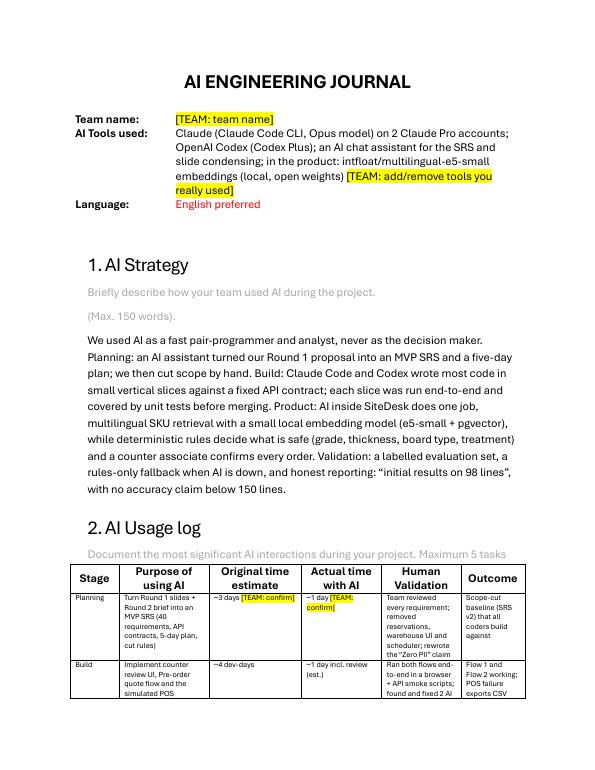 AI ENGINEERING JOURNAL
Team name: [TEAM: team name]
AI Tools used: Claude (Claude Code CLI, Opus model) on 2 Claude Pro accounts;
OpenAI Codex (Codex Plus); an AI chat assistant for the SRS and
slide condensing; in the product: intfloat/multilingual-e5-small
embeddings (local, open weights) [TEAM: add/remove tools you
really used]
Language: English preferred
1. AI Strategy
Briefly describe how your team used AI during the project.
(Max. 150 words).
We used AI as a fast pair-programmer and analyst, never as the decision maker.
Planning: an AI assistant turned our Round 1 proposal into an MVP SRS and a five-day
plan; we then cut scope by hand. Build: Claude Code and Codex wrote most code in
small vertical slices against a fixed API contract; each slice was run end-to-end and
covered by unit tests before merging. Product: AI inside SiteDesk does one job,
multilingual SKU retrieval with a small local embedding model (e5-small + pgvector),
while deterministic rules decide what is safe (grade, thickness, board type, treatment)
and a counter associate confirms every order. Validation: a labelled evaluation set, a
rules-only fallback when AI is down, and honest reporting: “initial results on 98 lines”,
with no accuracy claim below 150 lines.
2. AI Usage log
Document the most significant AI interactions during your project. Maximum 5 tasks
Stage
Purpose of
using AI
Original time
estimate
Actual time
with AI
Human
Validation
Outcome
Planning
Turn Round 1 slides +
Round 2 brief into an
MVP SRS (40
requirements, API
contracts, 5-day plan,
cut rules)
~3 days [TEAM: confirm]
~1 day [TEAM:
confirm]
Team reviewed
every requirement;
removed
reservations,
warehouse UI and
scheduler; rewrote
the “Zero PII” claim
Scope-cut
baseline (SRS
v2) that all
coders build
against
Build
Implement counter
review UI, Pre-order
quote flow and the
simulated POS
~4 dev-days
~1 day incl. review
(est.)
Ran both flows end-
to-end in a browser
+ API smoke scripts;
found and fixed 2 AI
Flow 1 and
Flow 2 working;
POS failure
exports CSV